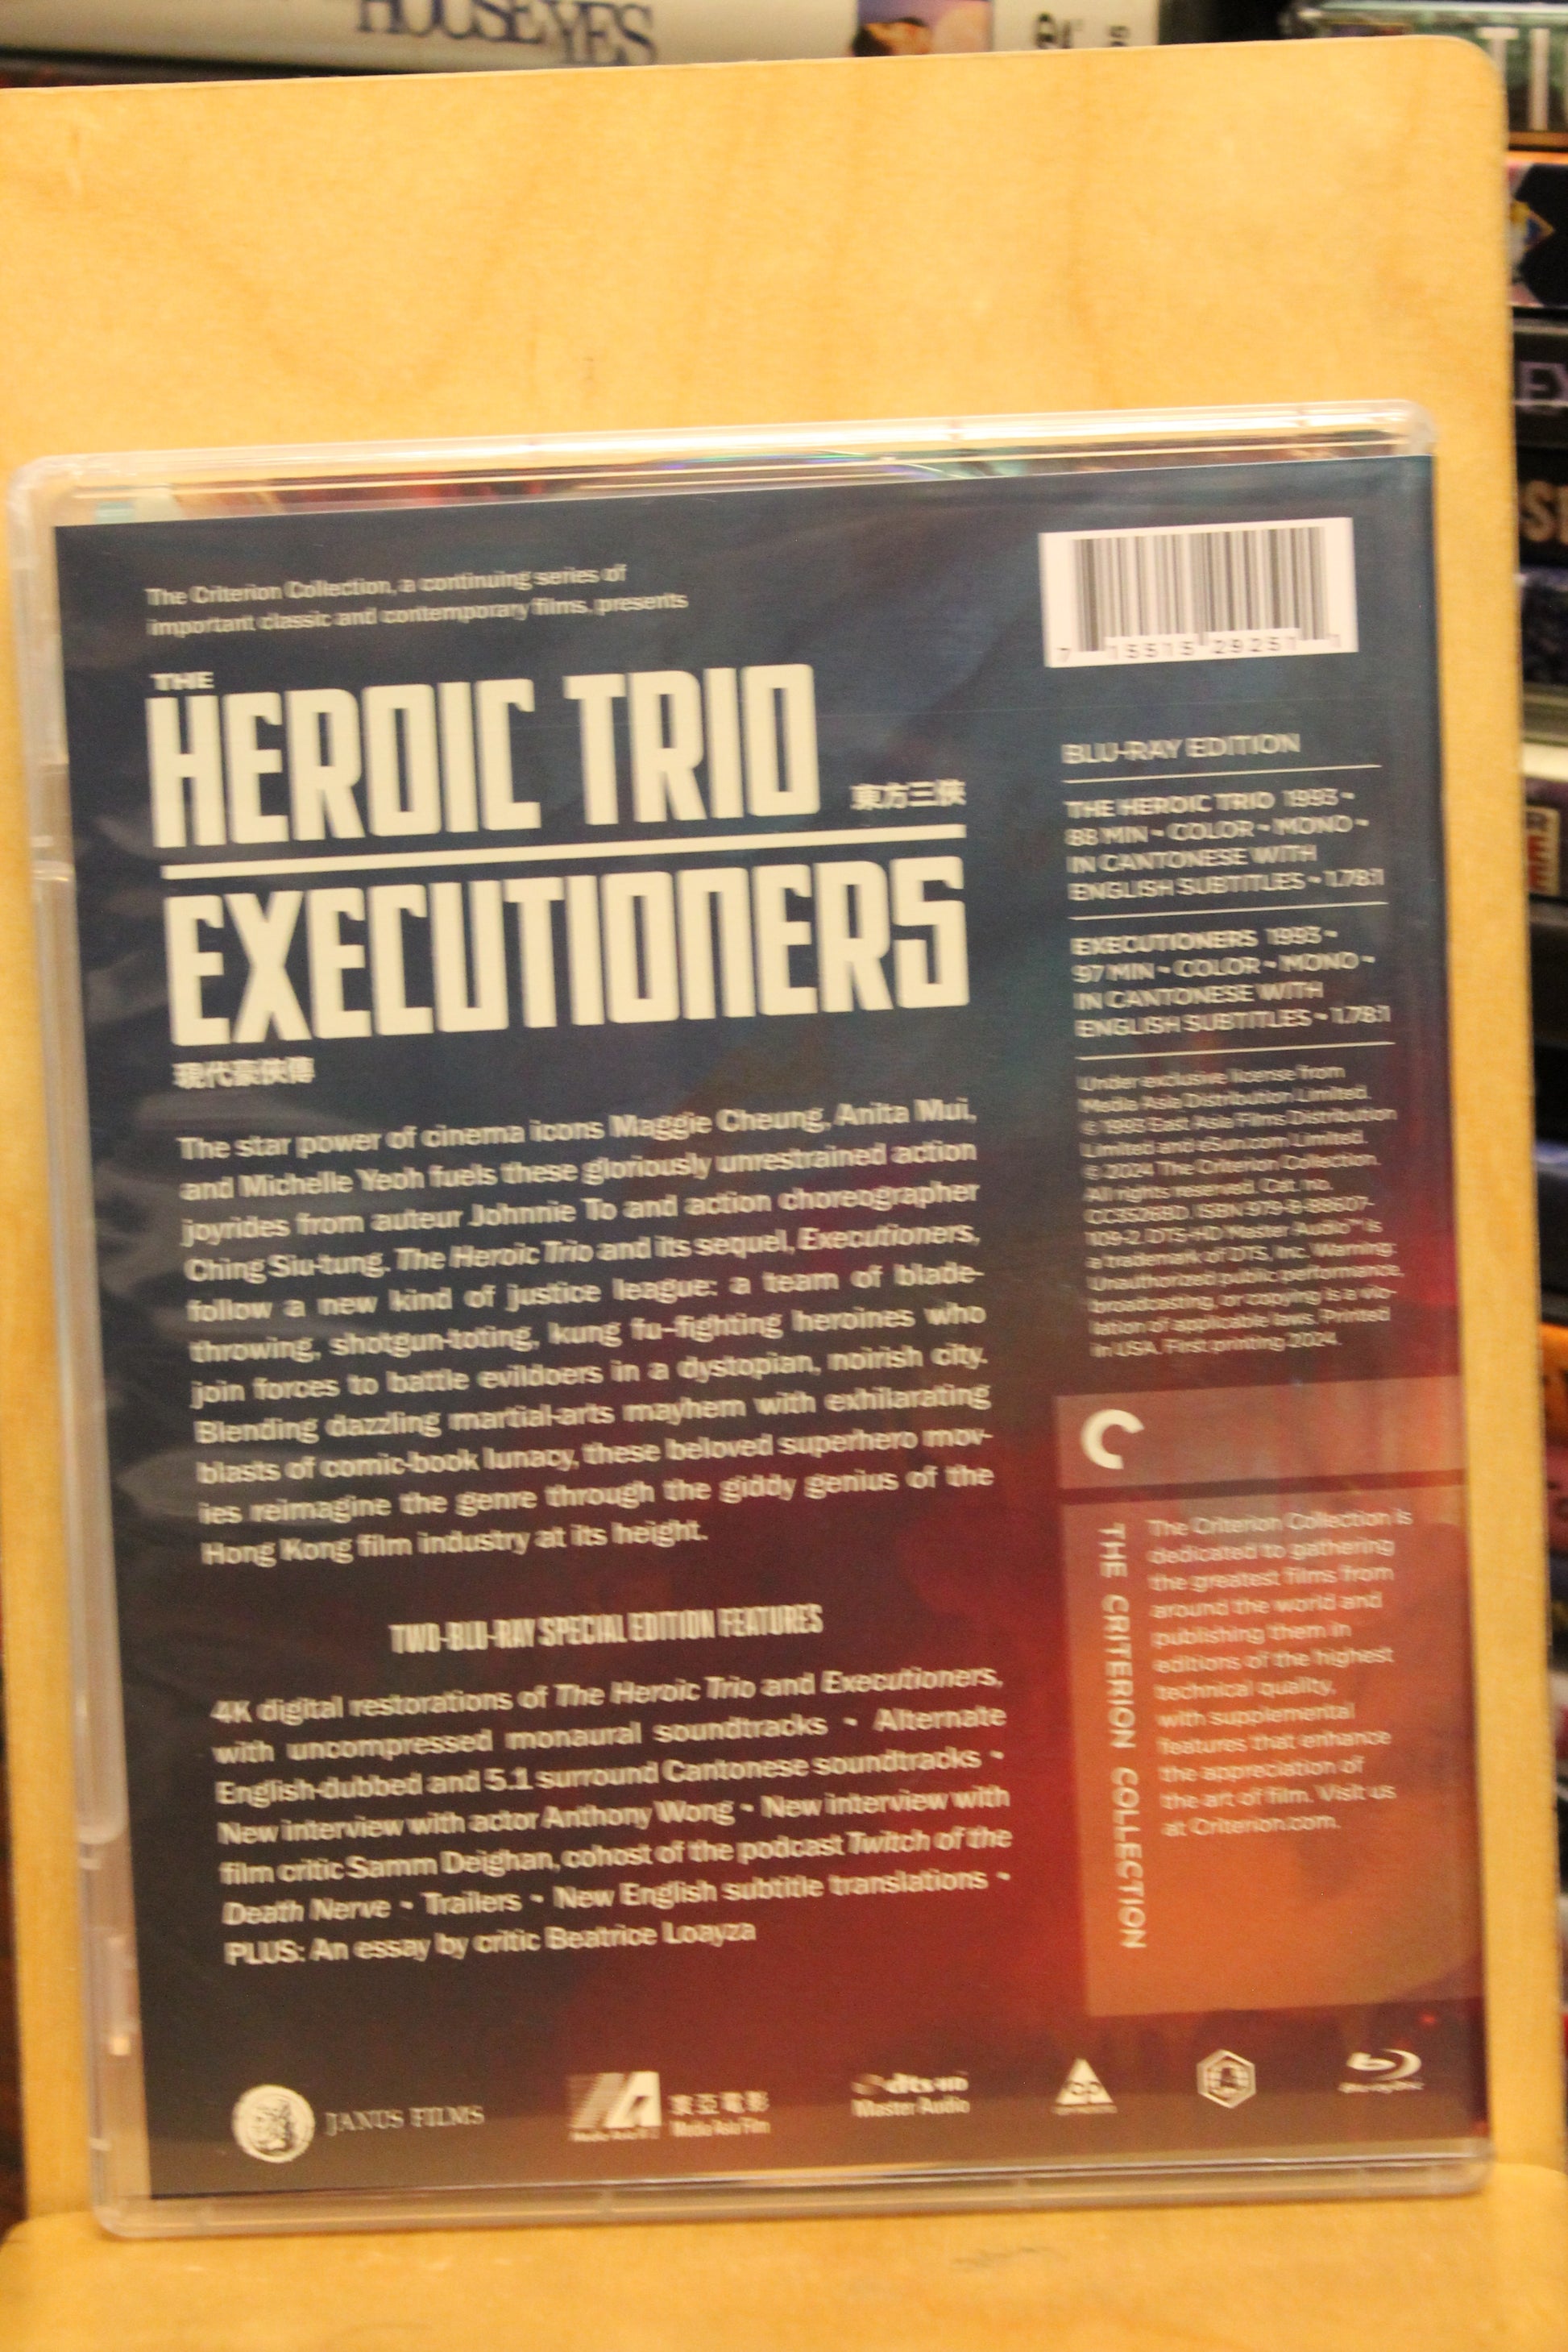 HOUSE YES
The Criterion Collection, a continuing series of
important classic and contemporary films, presents
THE
HEROIC TRIO
東方三俠
EXECUTIONERS
現代豪俠傳
The star power of cinema icons Maggie Cheung, Anita Mui,
and Michelle Yeoh fuels these gloriously unrestrained action
joyrides from auteur Johnnie To and action choreographer
Ching Siu-tung. The Heroic Trio and its sequel, Executioners,
follow a new kind of justice league: a team of blade-
throwing, shotgun-toting, kung fu–fighting heroines who
join forces to battle evildoers in a dystopian, noirish city.
Blending dazzling martial-arts mayhem with exhilarating
blasts of comic-book lunacy, these beloved superhero mov-
ies reimagine the genre through the giddy genius of the
Hong Kong film industry at its height.
TWO-BLU-RAY SPECIAL EDITION FEATURES
4K digital restorations of The Heroic Trio and Executioners,
with uncompressed monaural soundtracks ~ Alternate
English-dubbed and 5.1 surround Cantonese soundtracks ~
New interview with actor Anthony Wong ~ New interview with
film critic Samm Deighan, cohost of the podcast Twitch of the
Death Nerve ~ Trailers ~ New English subtitle translations ~
PLUS: An essay by critic Beatrice Loayza
7 15515 29251 1
BLU-RAY EDITION
THE HEROIC TRIO 1993 ~
88 MIN ~ COLOR ~ MONO ~
IN CANTONESE WITH
ENGLISH SUBTITLES ~ 1.78:1
EXECUTIONERS 1993 ~
97 MIN ~ COLOR ~ MONO ~
IN CANTONESE WITH
ENGLISH SUBTITLES ~ 1.78:1
Under exclusive license from
Media Asia Distribution Limited.
© 1993 East Asia Films Distribution
Limited and eSun.com Limited.
© 2024 The Criterion Collection.
All rights reserved. Cat. no.
CC3526BD. ISBN 979-8-88607-
109-2. DTS-HD Master Audio™ is
a trademark of DTS, Inc. Warning:
Unauthorized public performance,
broadcasting, or copying is a vio-
lation of applicable laws. Printed
in USA. First printing 2024.
THE CRITERION COLLECTION
The Criterion Collection is
dedicated to gathering
the greatest films from
around the world and
publishing them in
editions of the highest
technical quality,
with supplemental
features that enhance
the appreciation of
the art of film. Visit us
at Criterion.com.
JANUS FILMS
寰亞電影
Media Asia Film
dts-HD
Master Audio